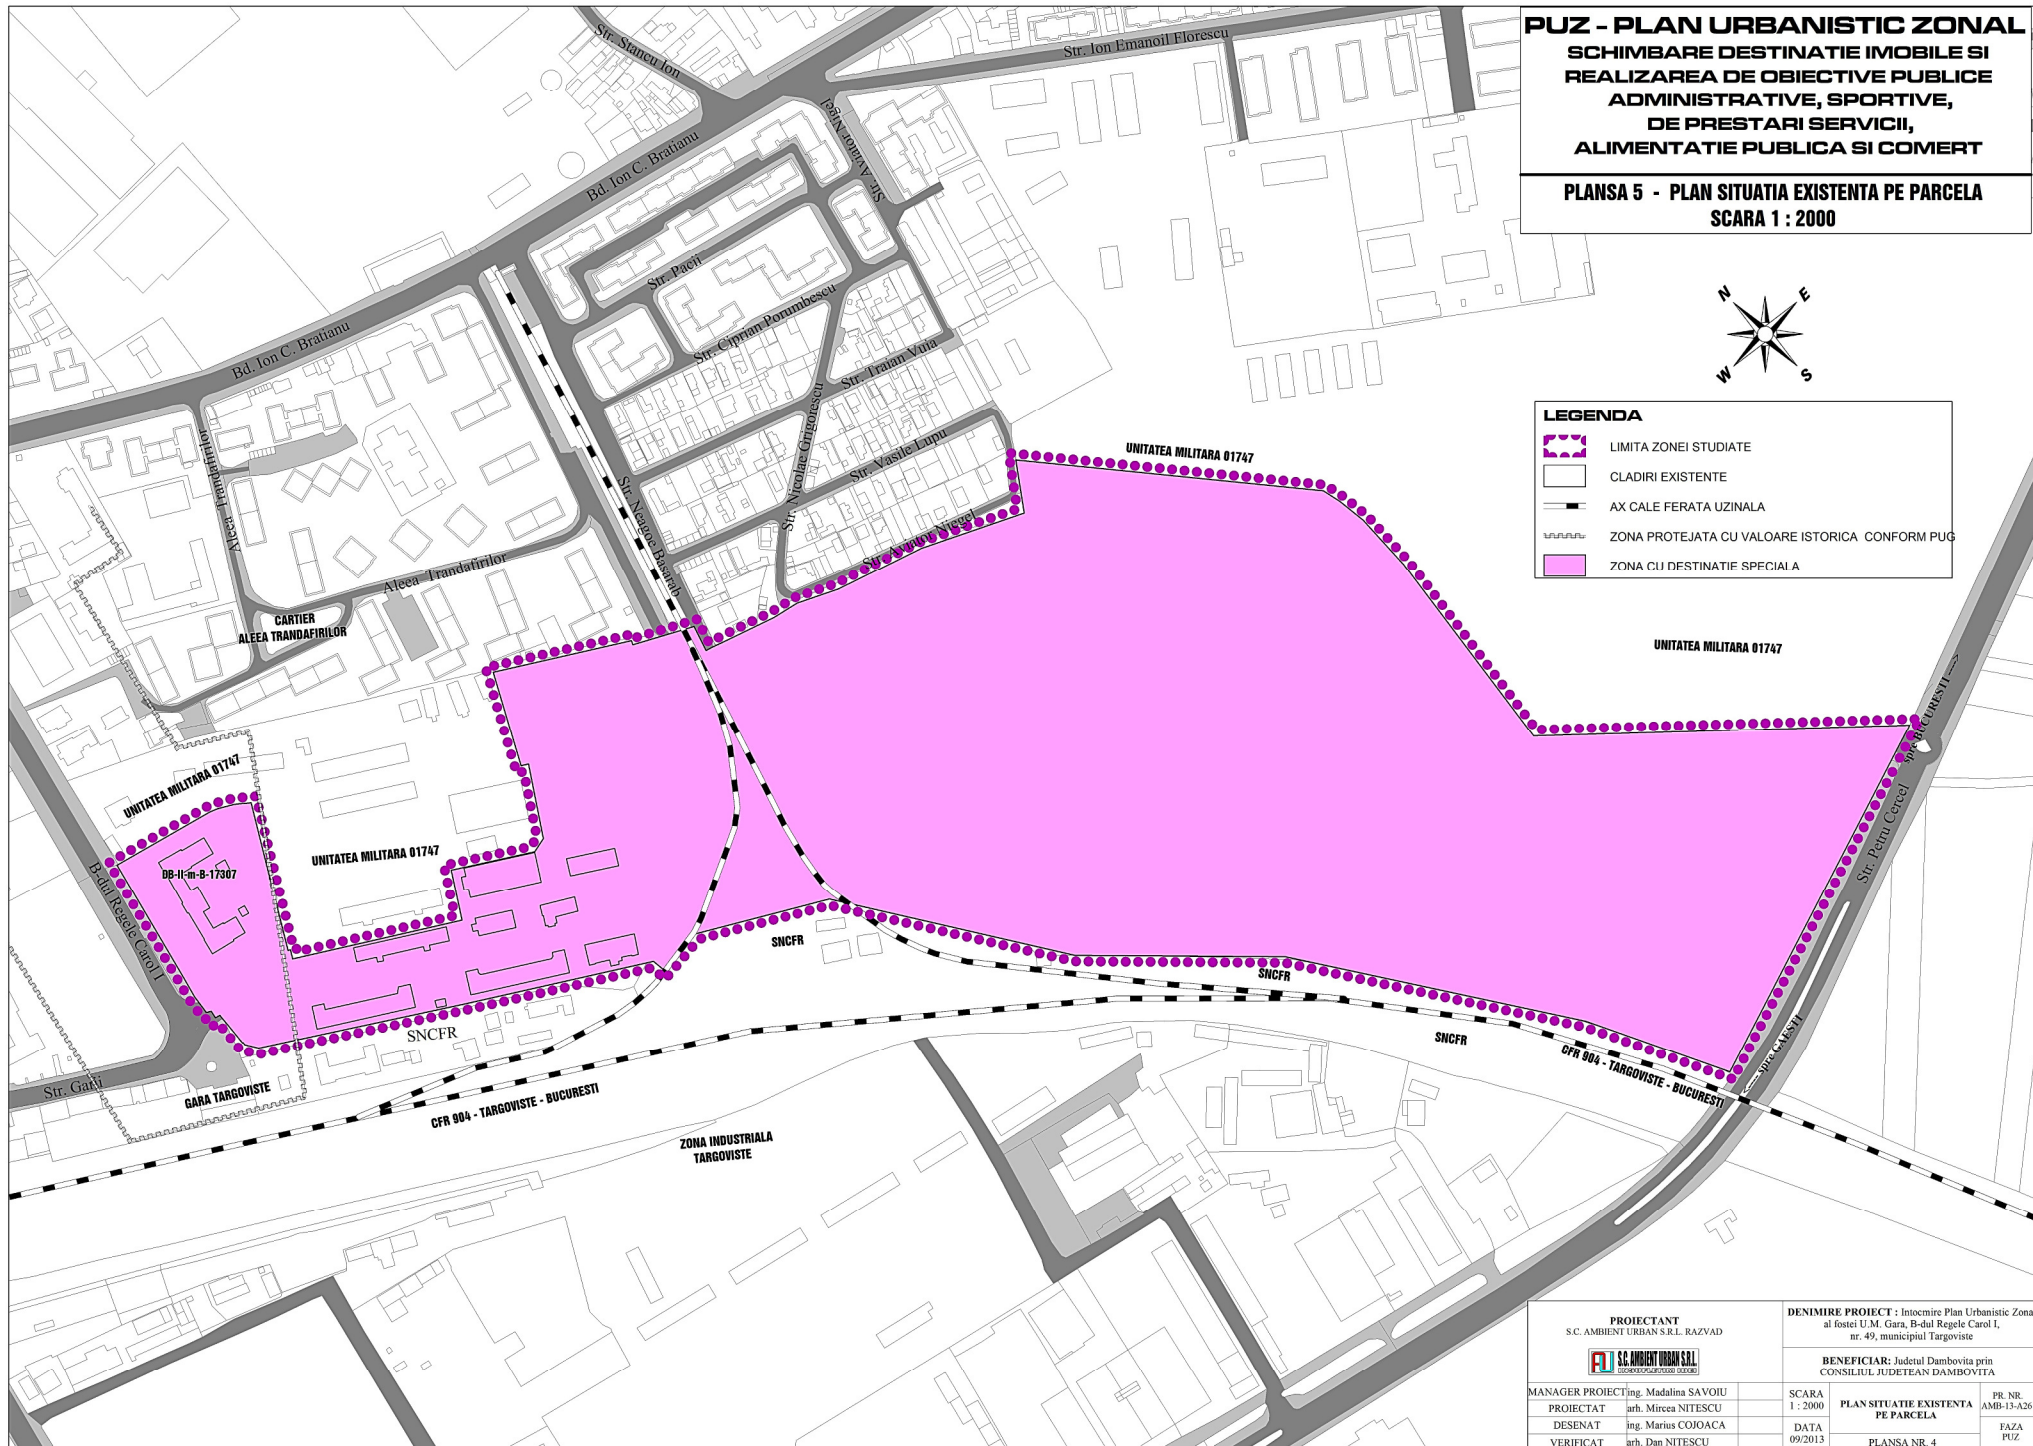 PUZ - PLAN URBANISTIC ZONAL
SCHIMBARE DESTINATIE IMOBILE SI
REALIZAREA DE OBIECTIVE PUBLICE
ADMINISTRATIVE, SPORTIVE,
DE PRESTARI SERVICII,
ALIMENTATIE PUBLICA SI COMERT
PLANSA 5 - PLAN SITUATIA EXISTENTA PE PARCELA
SCARA 1 : 2000
N
E
W
S
LEGENDA
LIMITA ZONEI STUDIATE
CLADIRI EXISTENTE
AX CALE FERATA UZINALA
ZONA PROTEJATA CU VALOARE ISTORICA CONFORM PUG
ZONA CU DESTINATIE SPECIALA
Str. Stancu Ion
Str. Ion Emanoil Florescu
Bd. Ion C. Bratianu
Str. Aviator Nigel
Str. Pacii
Str. Ciprian Porumbescu
Bd. Ion C. Bratianu
Str. Traian Vuia
Str. Nicolae Grigorescu
Str. Vasile Lupu
Str. Neagoe Basarab
Str. Aviator Niegel
Aleea Trandafirilor
Aleea Trandafirilor
CARTIER
ALEEA TRANDAFIRILOR
UNITATEA MILITARA 01747
UNITATEA MILITARA 01747
UNITATEA MILITARA 01747
UNITATEA MILITARA 01747
DB-II-m-B-17307
B-dul Regele Carol I
Str. Petru Cercel
spre BUCURESTI --->
<--- spre GAESTI
SNCFR
SNCFR
SNCFR
SNCFR
Str. Garii
GARA TARGOVISTE
CFR 904 - TARGOVISTE - BUCURESTI
CFR 904 - TARGOVISTE - BUCURESTI
ZONA INDUSTRIALA
TARGOVISTE
PROIECTANT
S.C. AMBIENT URBAN S.R.L. RAZVAD
S.C. AMBIENT URBAN S.R.L.
DENIMIRE PROIECT : Intocmire Plan Urbanistic Zona
al fostei U.M. Gara, B-dul Regele Carol I,
nr. 49, municipiul Targoviste
BENEFICIAR: Judetul Dambovita prin
CONSILIUL JUDETEAN DAMBOVITA
MANAGER PROIECT ing. Madalina SAVOIU
PROIECTAT arh. Mircea NITESCU
DESENAT ing. Marius COJOACA
VERIFICAT arh. Dan NITESCU
SCARA
1 : 2000
DATA
09/2013
PLAN SITUATIE EXISTENTA
PE PARCELA
PLANSA NR. 4
PR. NR.
AMB-13-A26
FAZA
PUZ